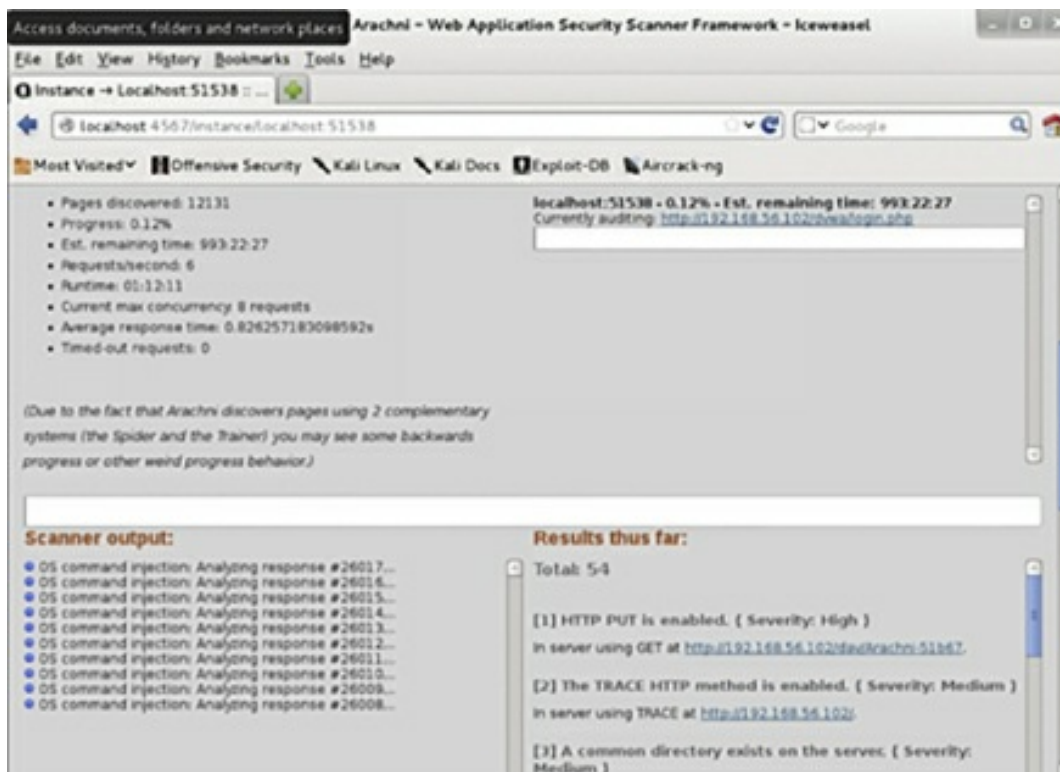 Access documents, folders and network places
Arachni - Web Application Security Scanner Framework - Iceweasel
File Edit View History Bookmarks Tools Help
Instance → Localhost:51538 :: ...
localhost:4567/instance/localhost:51538
Google
Most Visited Offensive Security Kali Linux Kali Docs Exploit-DB Aircrack-ng
• Pages discovered: 12131
• Progress: 0.12%
• Est. remaining time: 993:22:27
• Requests/second: 6
• Runtime: 01:12:11
• Current max concurrency: 8 requests
• Average response time: 0.826257183098592s
• Timed-out requests: 0
(Due to the fact that Arachni discovers pages using 2 complementary
systems (the Spider and the Trainer) you may see some backwards
progress or other weird progress behavior.)
localhost:51538 - 0.12% - Est. remaining time: 993:22:27
Currently auditing: http://192.168.56.102/dvwa/login.php
Scanner output:
OS command injection: Analyzing response #26017...
OS command injection: Analyzing response #26016...
OS command injection: Analyzing response #26015...
OS command injection: Analyzing response #26014...
OS command injection: Analyzing response #26013...
OS command injection: Analyzing response #26012...
OS command injection: Analyzing response #26011...
OS command injection: Analyzing response #26010...
OS command injection: Analyzing response #26009...
OS command injection: Analyzing response #26008...
Results thus far:
Total: 54
[1] HTTP PUT is enabled. ( Severity: High )
In server using GET at http://192.168.56.102/dav/Arachni-51b67.
[2] The TRACE HTTP method is enabled. ( Severity: Medium )
In server using TRACE at http://192.168.56.102/.
[3] A common directory exists on the server. ( Severity:
Medium )